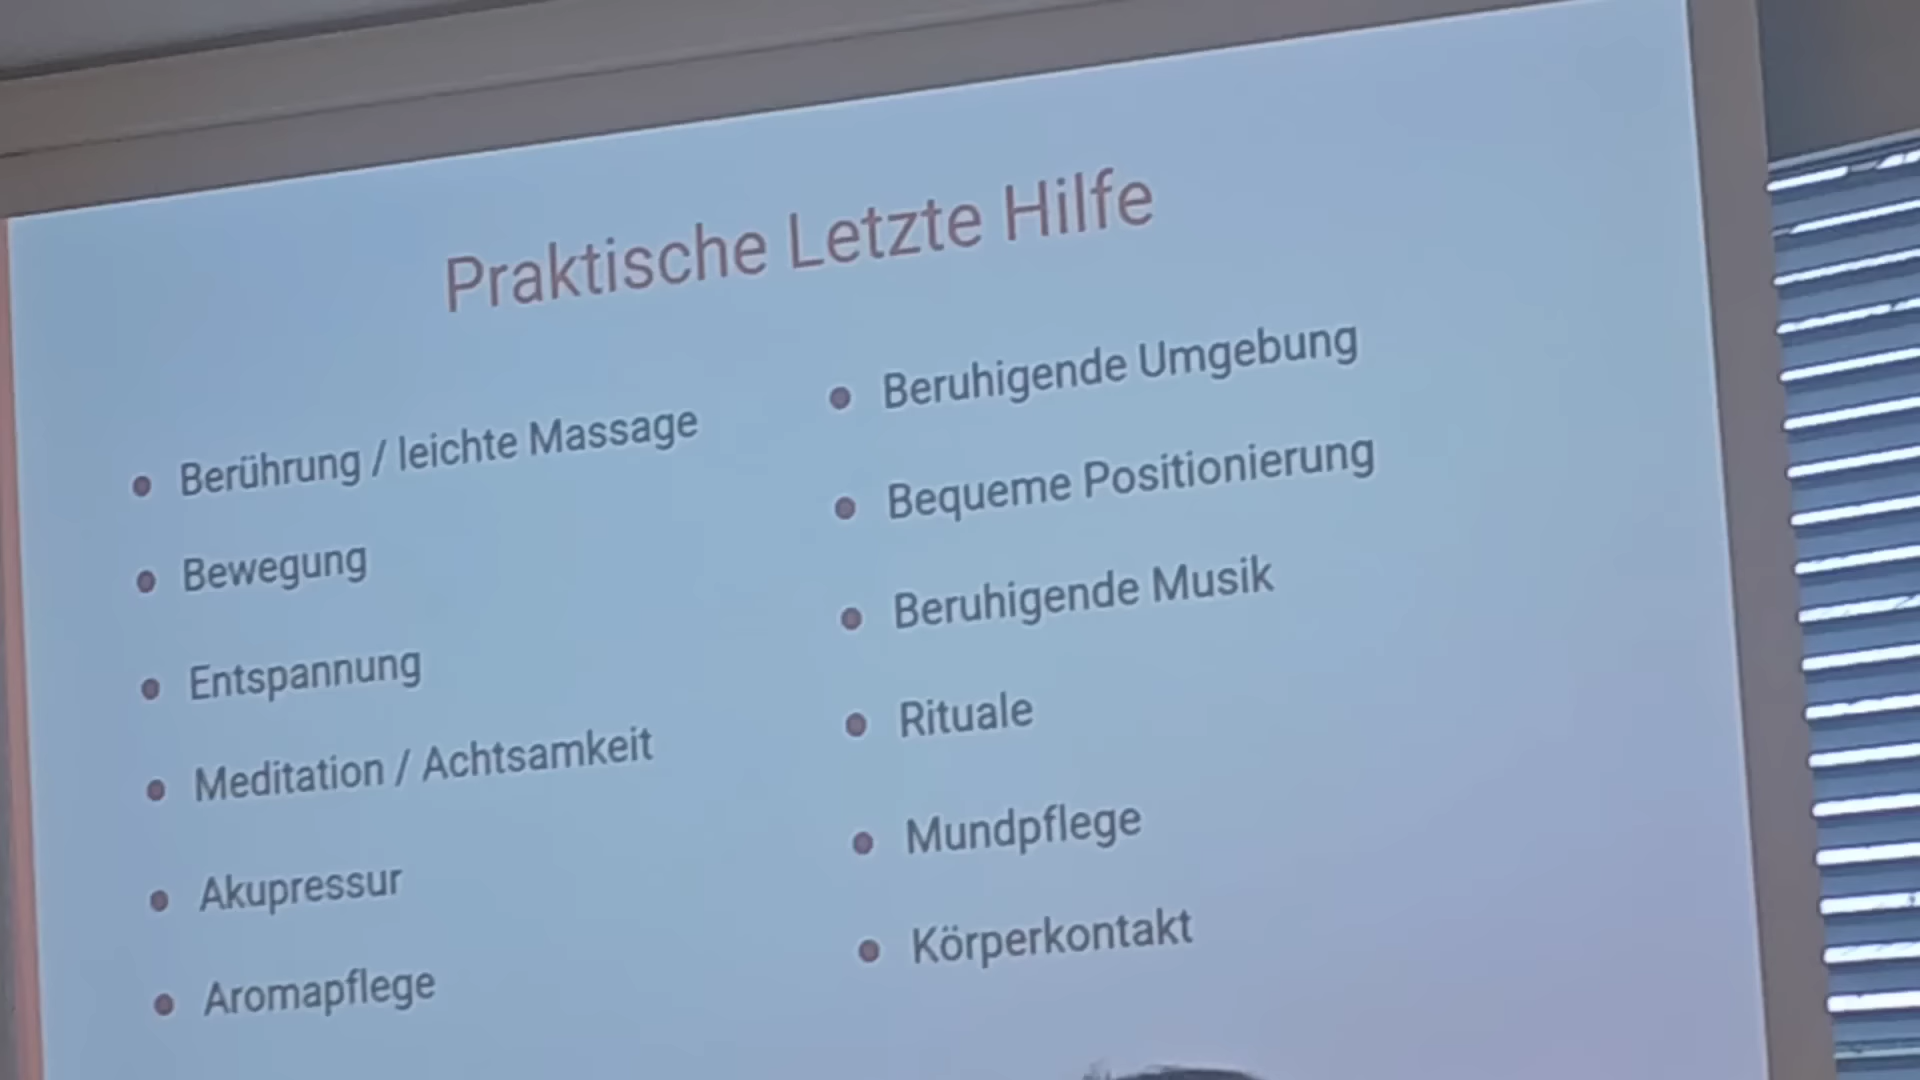 Praktische Letzte Hilfe
Berührung / leichte Massage
Bewegung
Entspannung
Meditation / Achtsamkeit
Akupressur
Aromapflege
Beruhigende Umgebung
Bequeme Positionierung
Beruhigende Musik
Rituale
Mundpflege
Körperkontakt